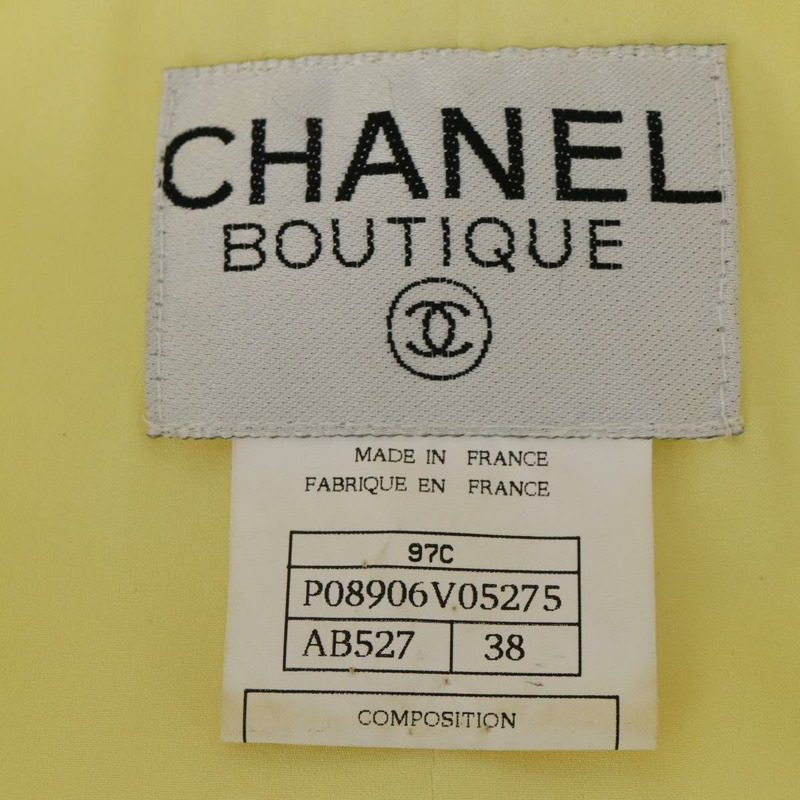 CHANEL
BOUTIQUE
MADE IN FRANCE
FABRIQUE EN FRANCE
97C
P08906V05275
AB527 38
COMPOSITION